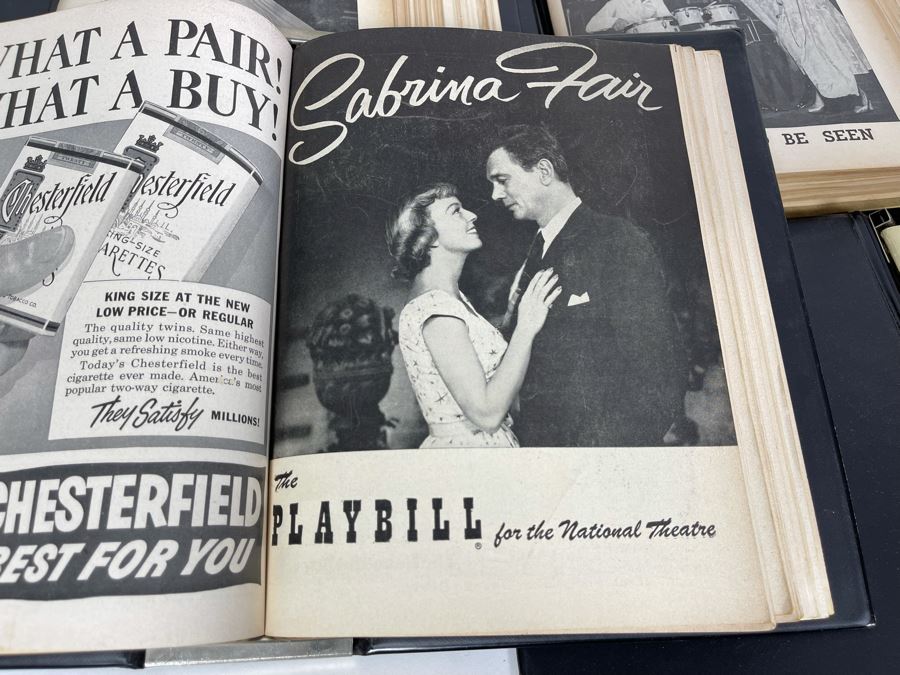 WHAT A PAIR!
WHAT A BUY!
Chesterfield
Chesterfield
KING-SIZE
CIGARETTES
TOBACCO CO.
KING SIZE AT THE NEW
LOW PRICE—OR REGULAR
The quality twins. Same highest
quality, same low nicotine. Either way,
you get a refreshing smoke every time.
Today's Chesterfield is the best
cigarette ever made. America's most
popular two-way cigarette.
They Satisfy MILLIONS!
CHESTERFIELD
BEST FOR YOU
Sabrina Fair
The
PLAYBILL® for the National Theatre
BE SEEN